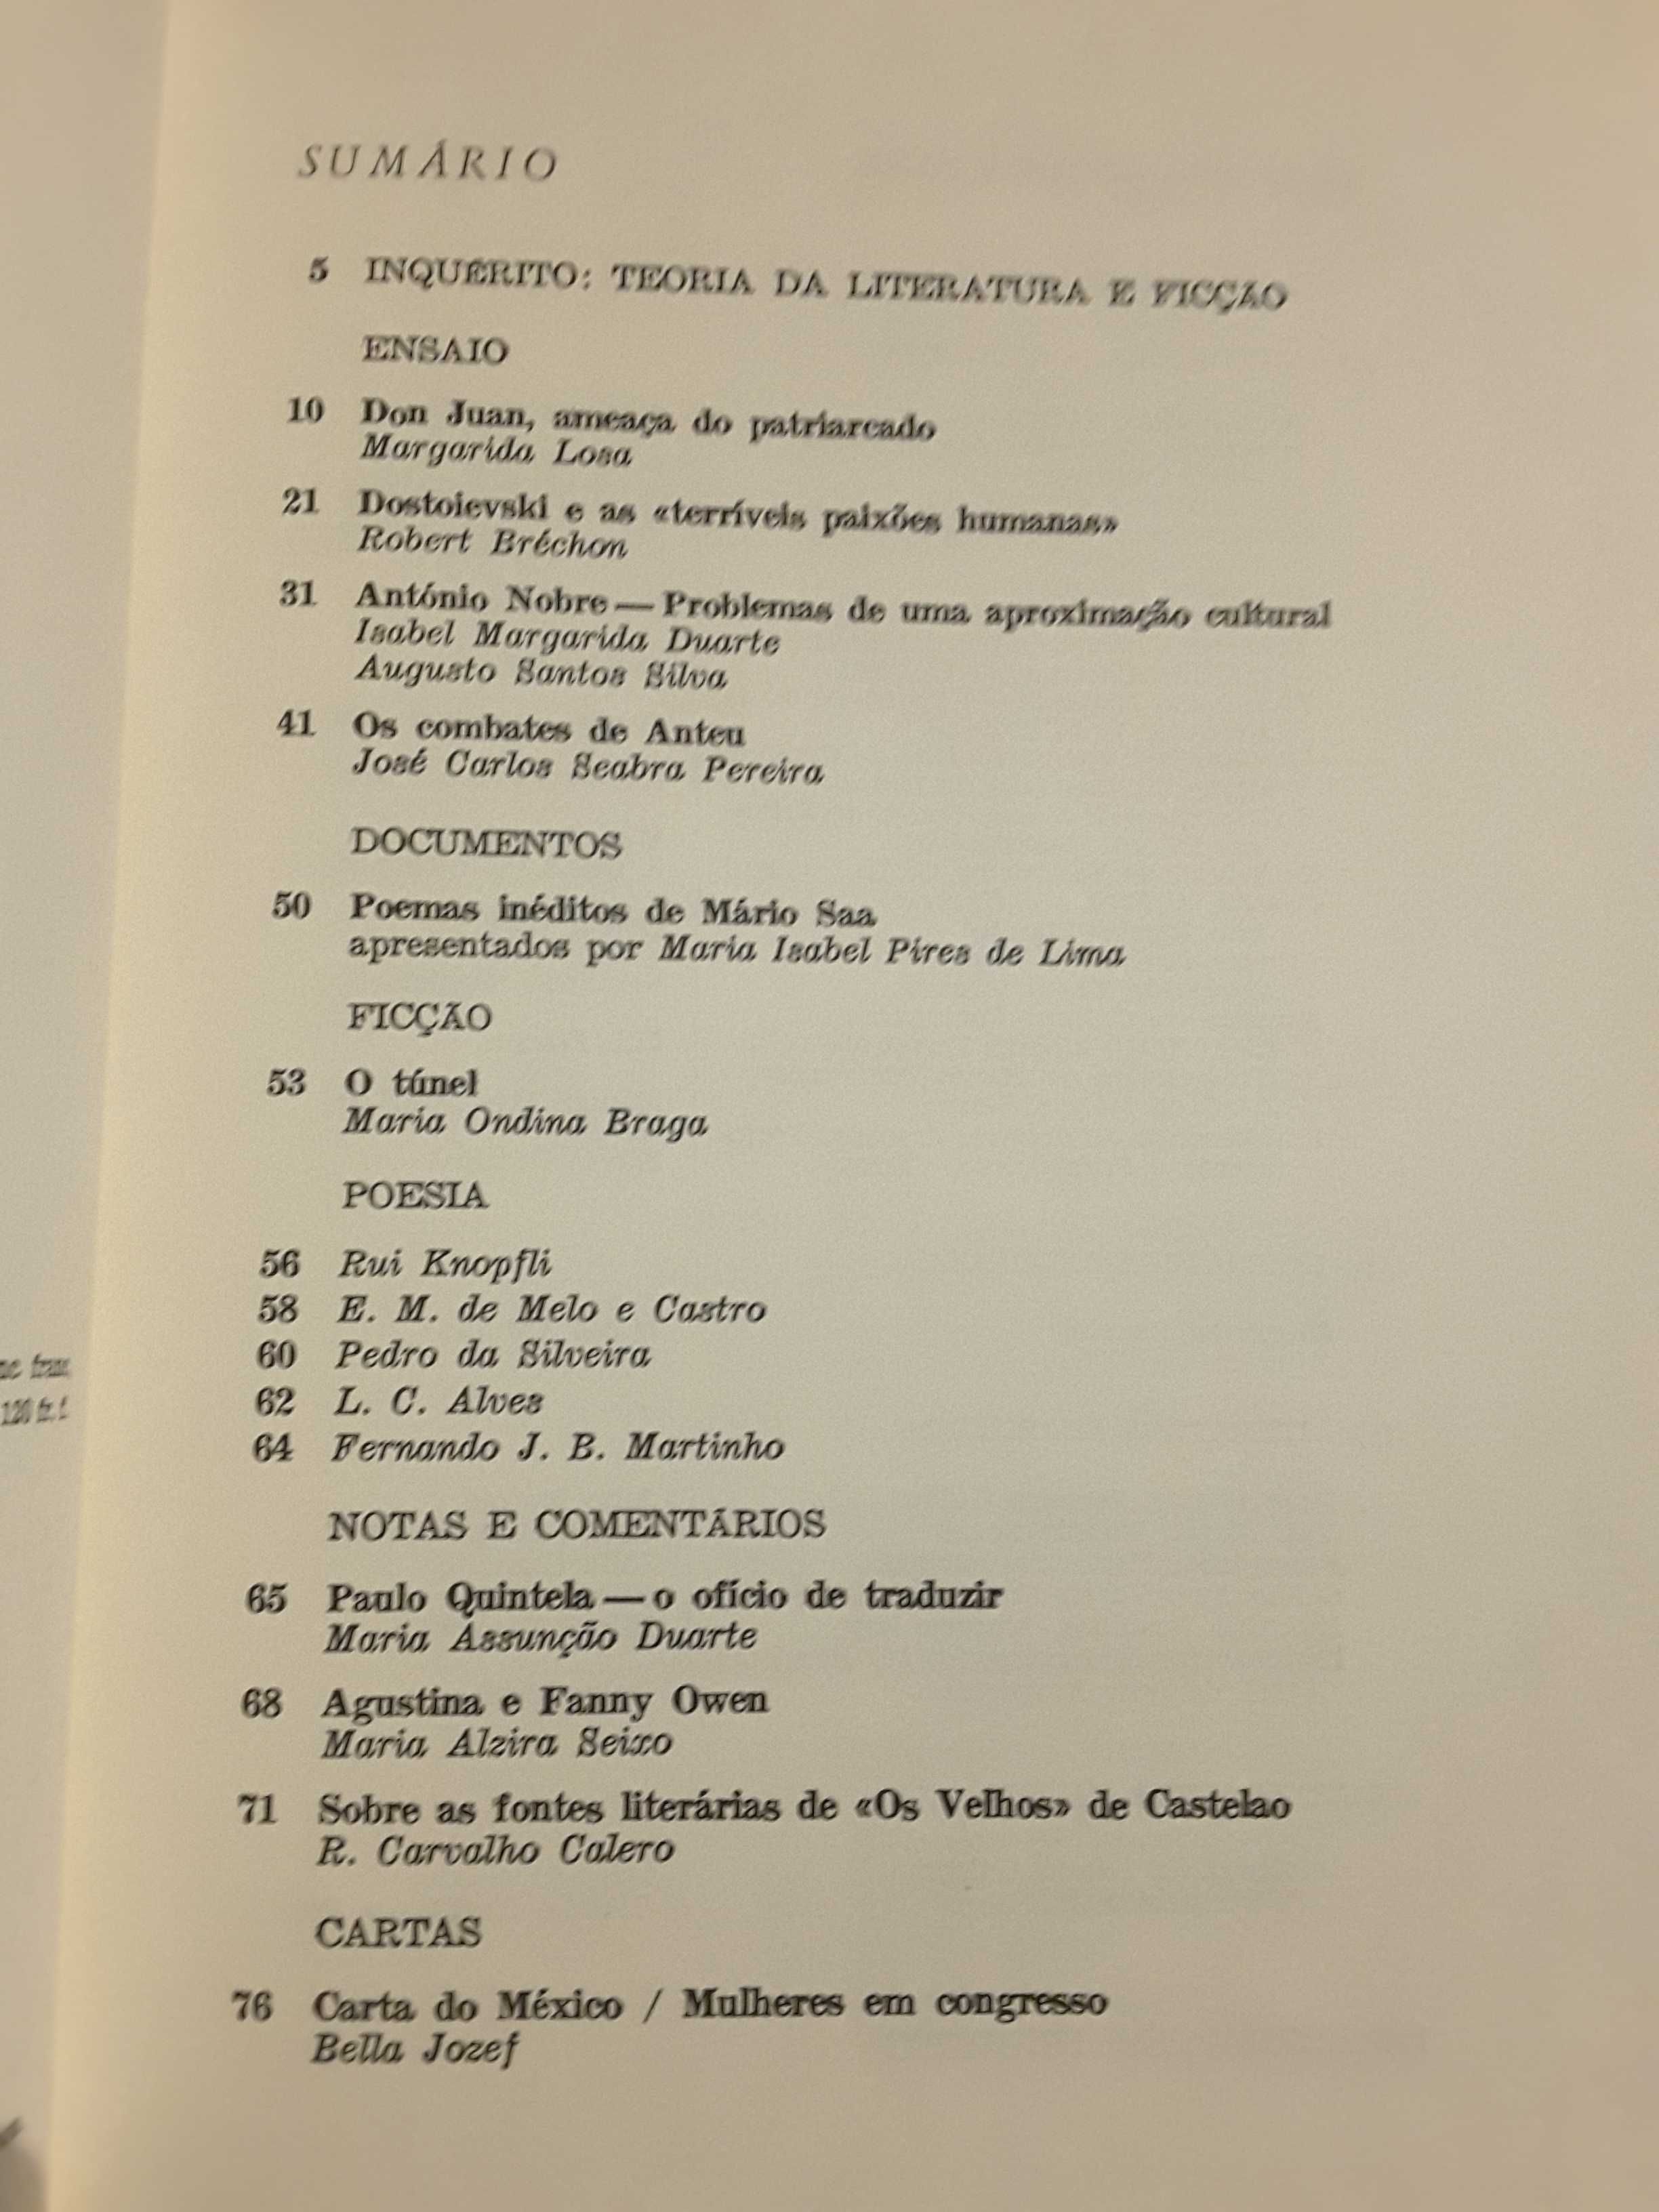 SUMÁRIO
5 INQUÉRITO: TEORIA DA LITERATURA E FICÇÃO
ENSAIO
10 Don Juan, ameaça do patriarcado
Margarida Losa
21 Dostoievski e as «terríveis paixões humanas»
Robert Bréchon
31 António Nobre — Problemas de uma aproximação cultural
Isabel Margarida Duarte
Augusto Santos Silva
41 Os combates de Anteu
José Carlos Seabra Pereira
DOCUMENTOS
50 Poemas inéditos de Mário Saa
apresentados por Maria Isabel Pires de Lima
FICÇÃO
53 O túnel
Maria Ondina Braga
POESIA
56 Rui Knopfli
58 E. M. de Melo e Castro
60 Pedro da Silveira
62 L. C. Alves
64 Fernando J. B. Martinho
NOTAS E COMENTÁRIOS
65 Paulo Quintela — o ofício de traduzir
Maria Assunção Duarte
68 Agustina e Fanny Owen
Maria Alzira Seixo
71 Sobre as fontes literárias de «Os Velhos» de Castelao
R. Carvalho Calero
CARTAS
76 Carta do México / Mulheres em congresso
Bella Jozef
120